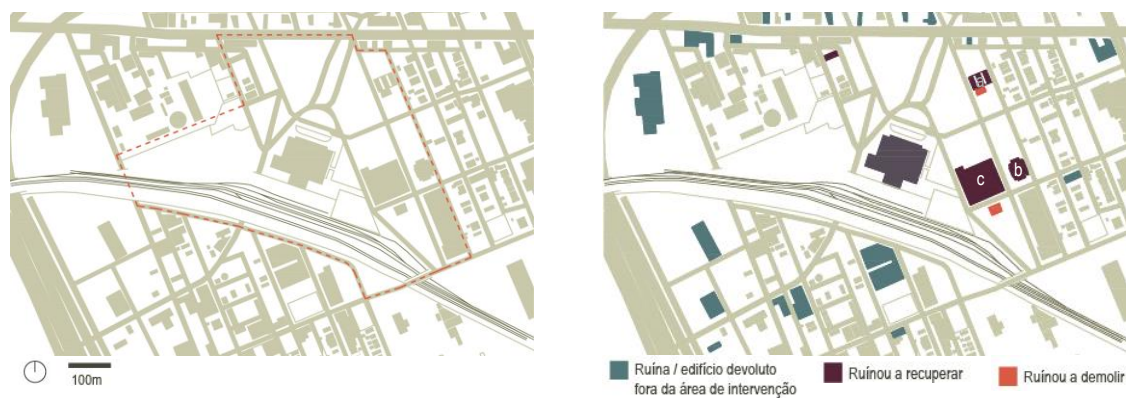 H
c
b
100m
Ruína / edifício devoluto
fora da área de intervenção
Ruínou a recuperar
Ruínou a demolir